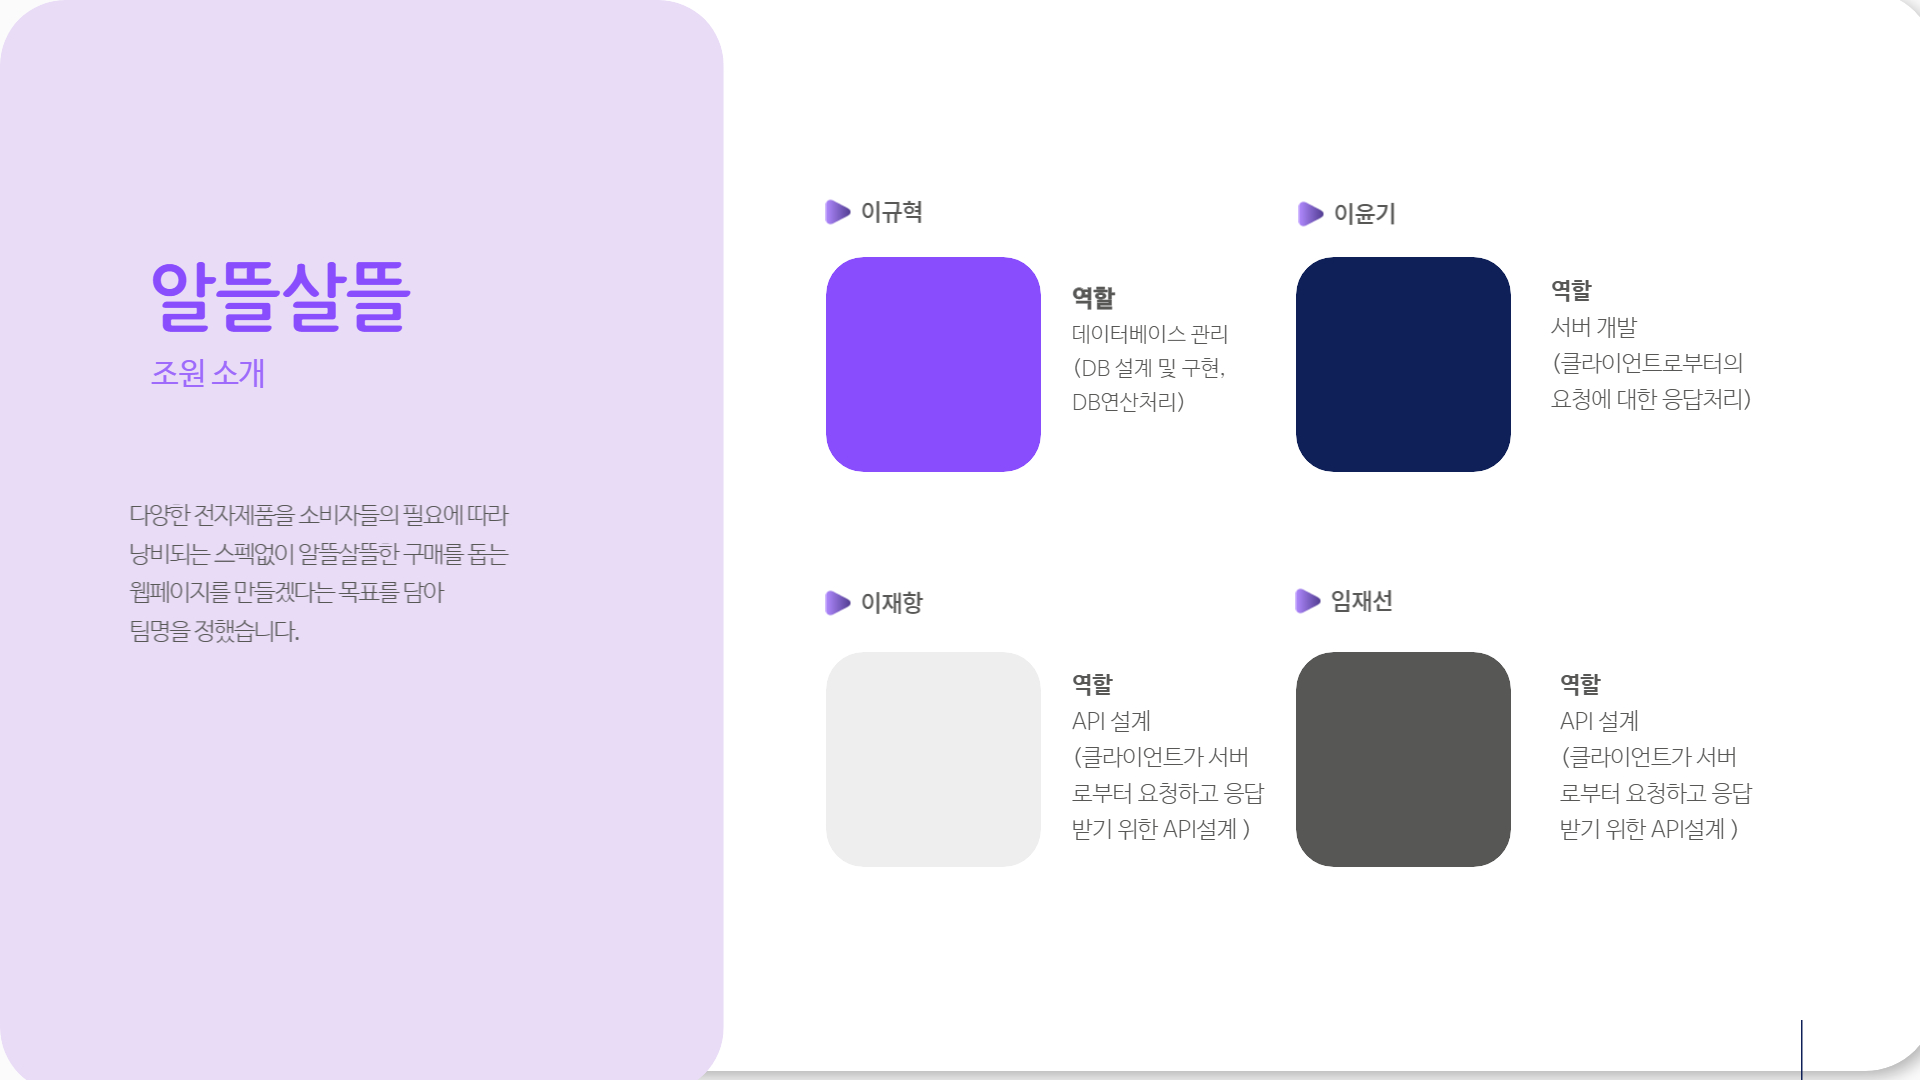 알뜰살뜰
조원 소개
다양한 전자제품을 소비자들의 필요에 따라
낭비되는 스펙없이 알뜰살뜰한 구매를 돕는
웹페이지를 만들겠다는 목표를 담아
팀명을 정했습니다.
이규혁
역할
데이터베이스 관리
(DB 설계 및 구현,
DB연산처리)
이윤기
역할
서버 개발
(클라이언트로부터의
요청에 대한 응답처리)
이재항
역할
API 설계
(클라이언트가 서버
로부터 요청하고 응답
받기 위한 API설계 )
임재선
역할
API 설계
(클라이언트가 서버
로부터 요청하고 응답
받기 위한 API설계 )